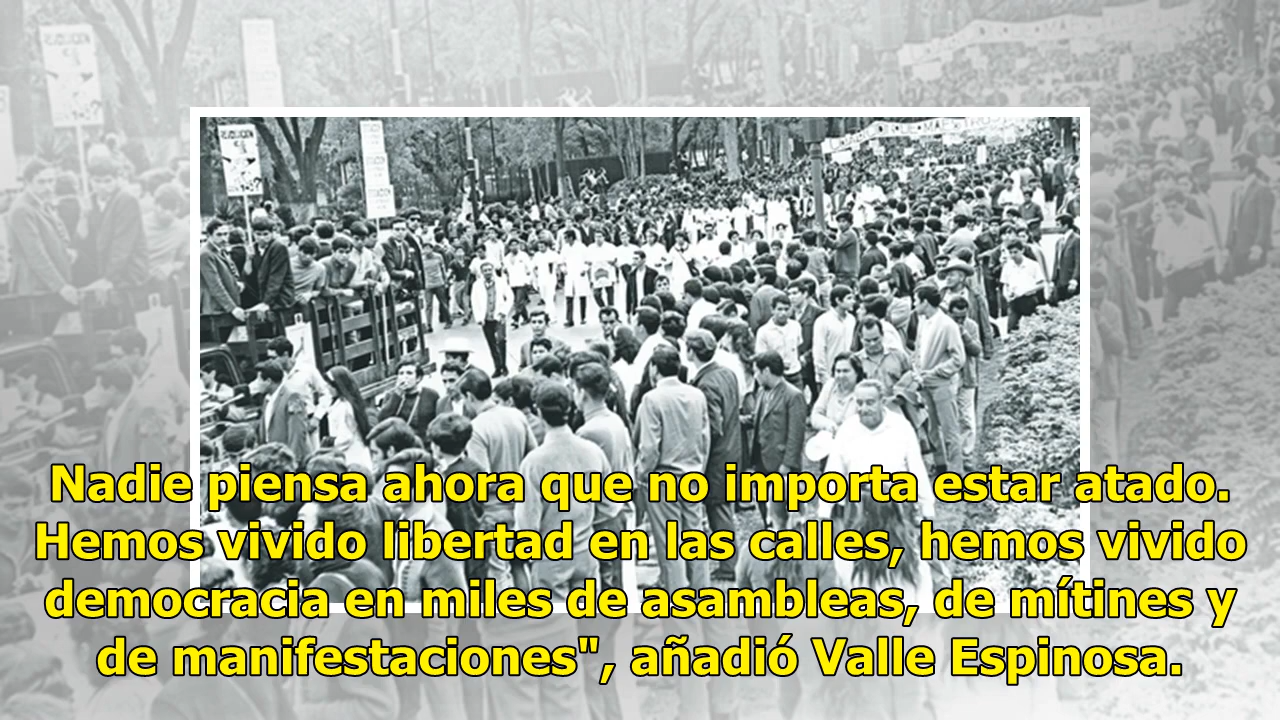 REVOLUCION
Nadie piensa ahora que no importa estar atado.
Hemos vivido libertad en las calles, hemos vivido
democracia en miles de asambleas, de mítines y
de manifestaciones", añadió Valle Espinosa.